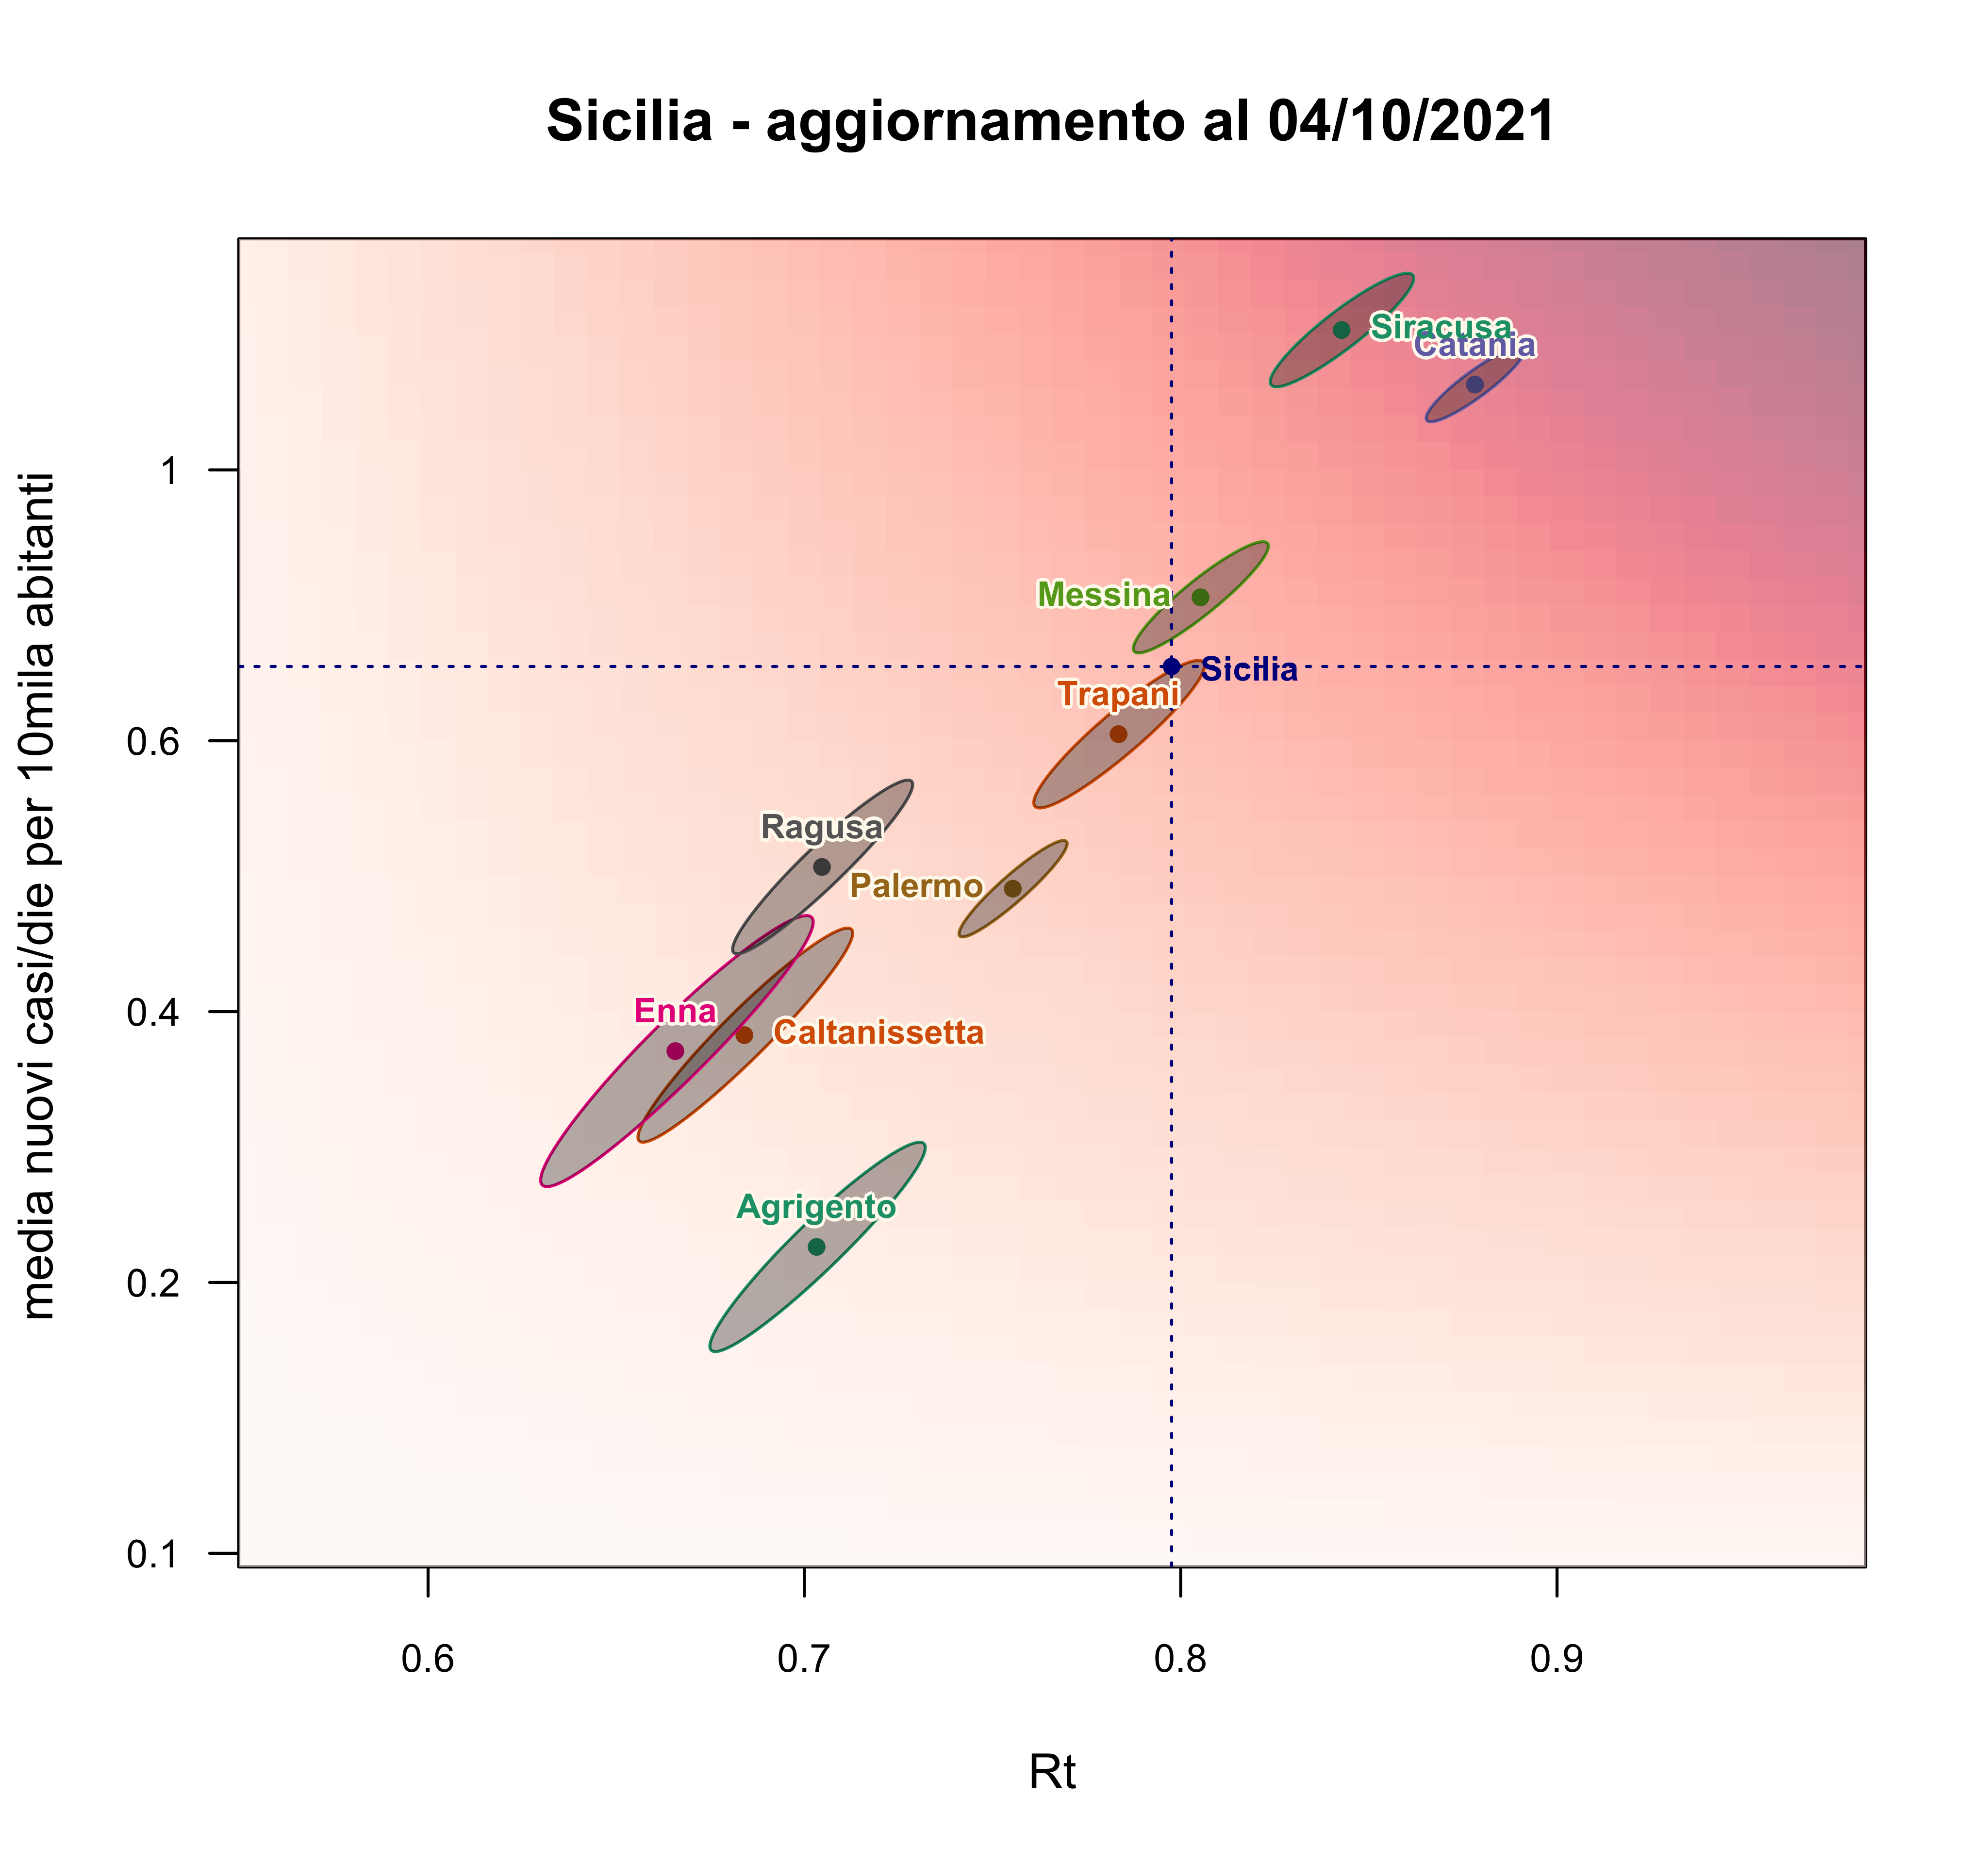 Sicilia - aggiornamento al 04/10/2021
media nuovi casi/die per 10mila abitanti
1
0.6
0.4
0.2
0.1
Siracusa
Catania
Messina
Sicilia
Trapani
Ragusa
Palermo
Enna
Caltanissetta
Agrigento
0.6 0.7 0.8 0.9
Rt